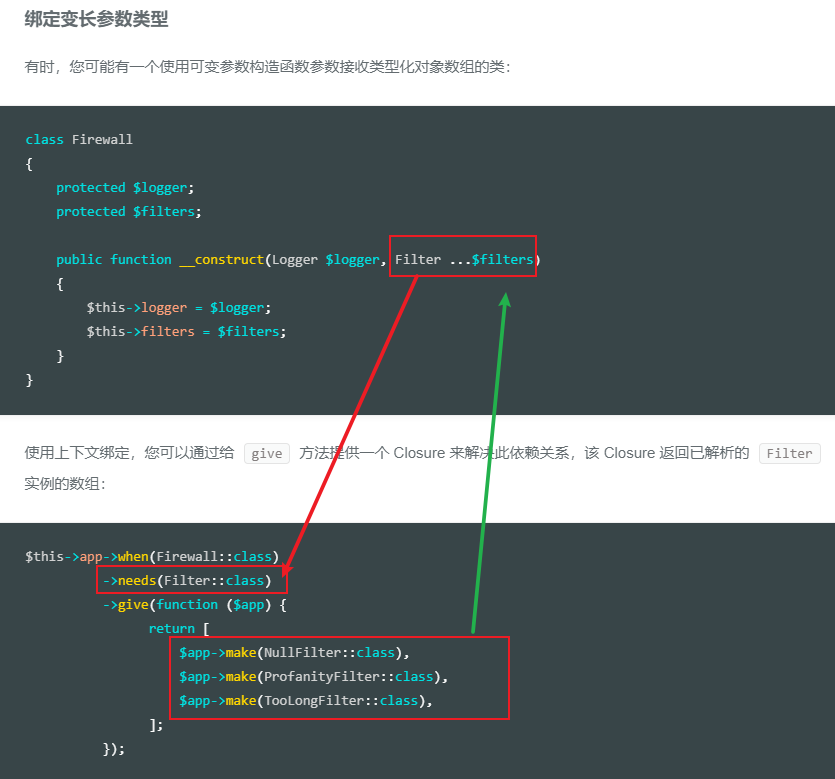 绑定变长参数类型
有时，您可能有一个使用可变参数构造函数参数接收类型化对象数组的类：
class Firewall
{
    protected $logger;
    protected $filters;
    public function __construct(Logger $logger, Filter ...$filters)
    {
        $this->logger = $logger;
        $this->filters = $filters;
    }
}
使用上下文绑定，您可以通过给 give 方法提供一个 Closure 来解决此依赖关系，该 Closure 返回已解析的 Filter
实例的数组：
$this->app->when(Firewall::class)
          ->needs(Filter::class)
          ->give(function ($app) {
                return [
                    $app->make(NullFilter::class),
                    $app->make(ProfanityFilter::class),
                    $app->make(TooLongFilter::class),
                ];
          });